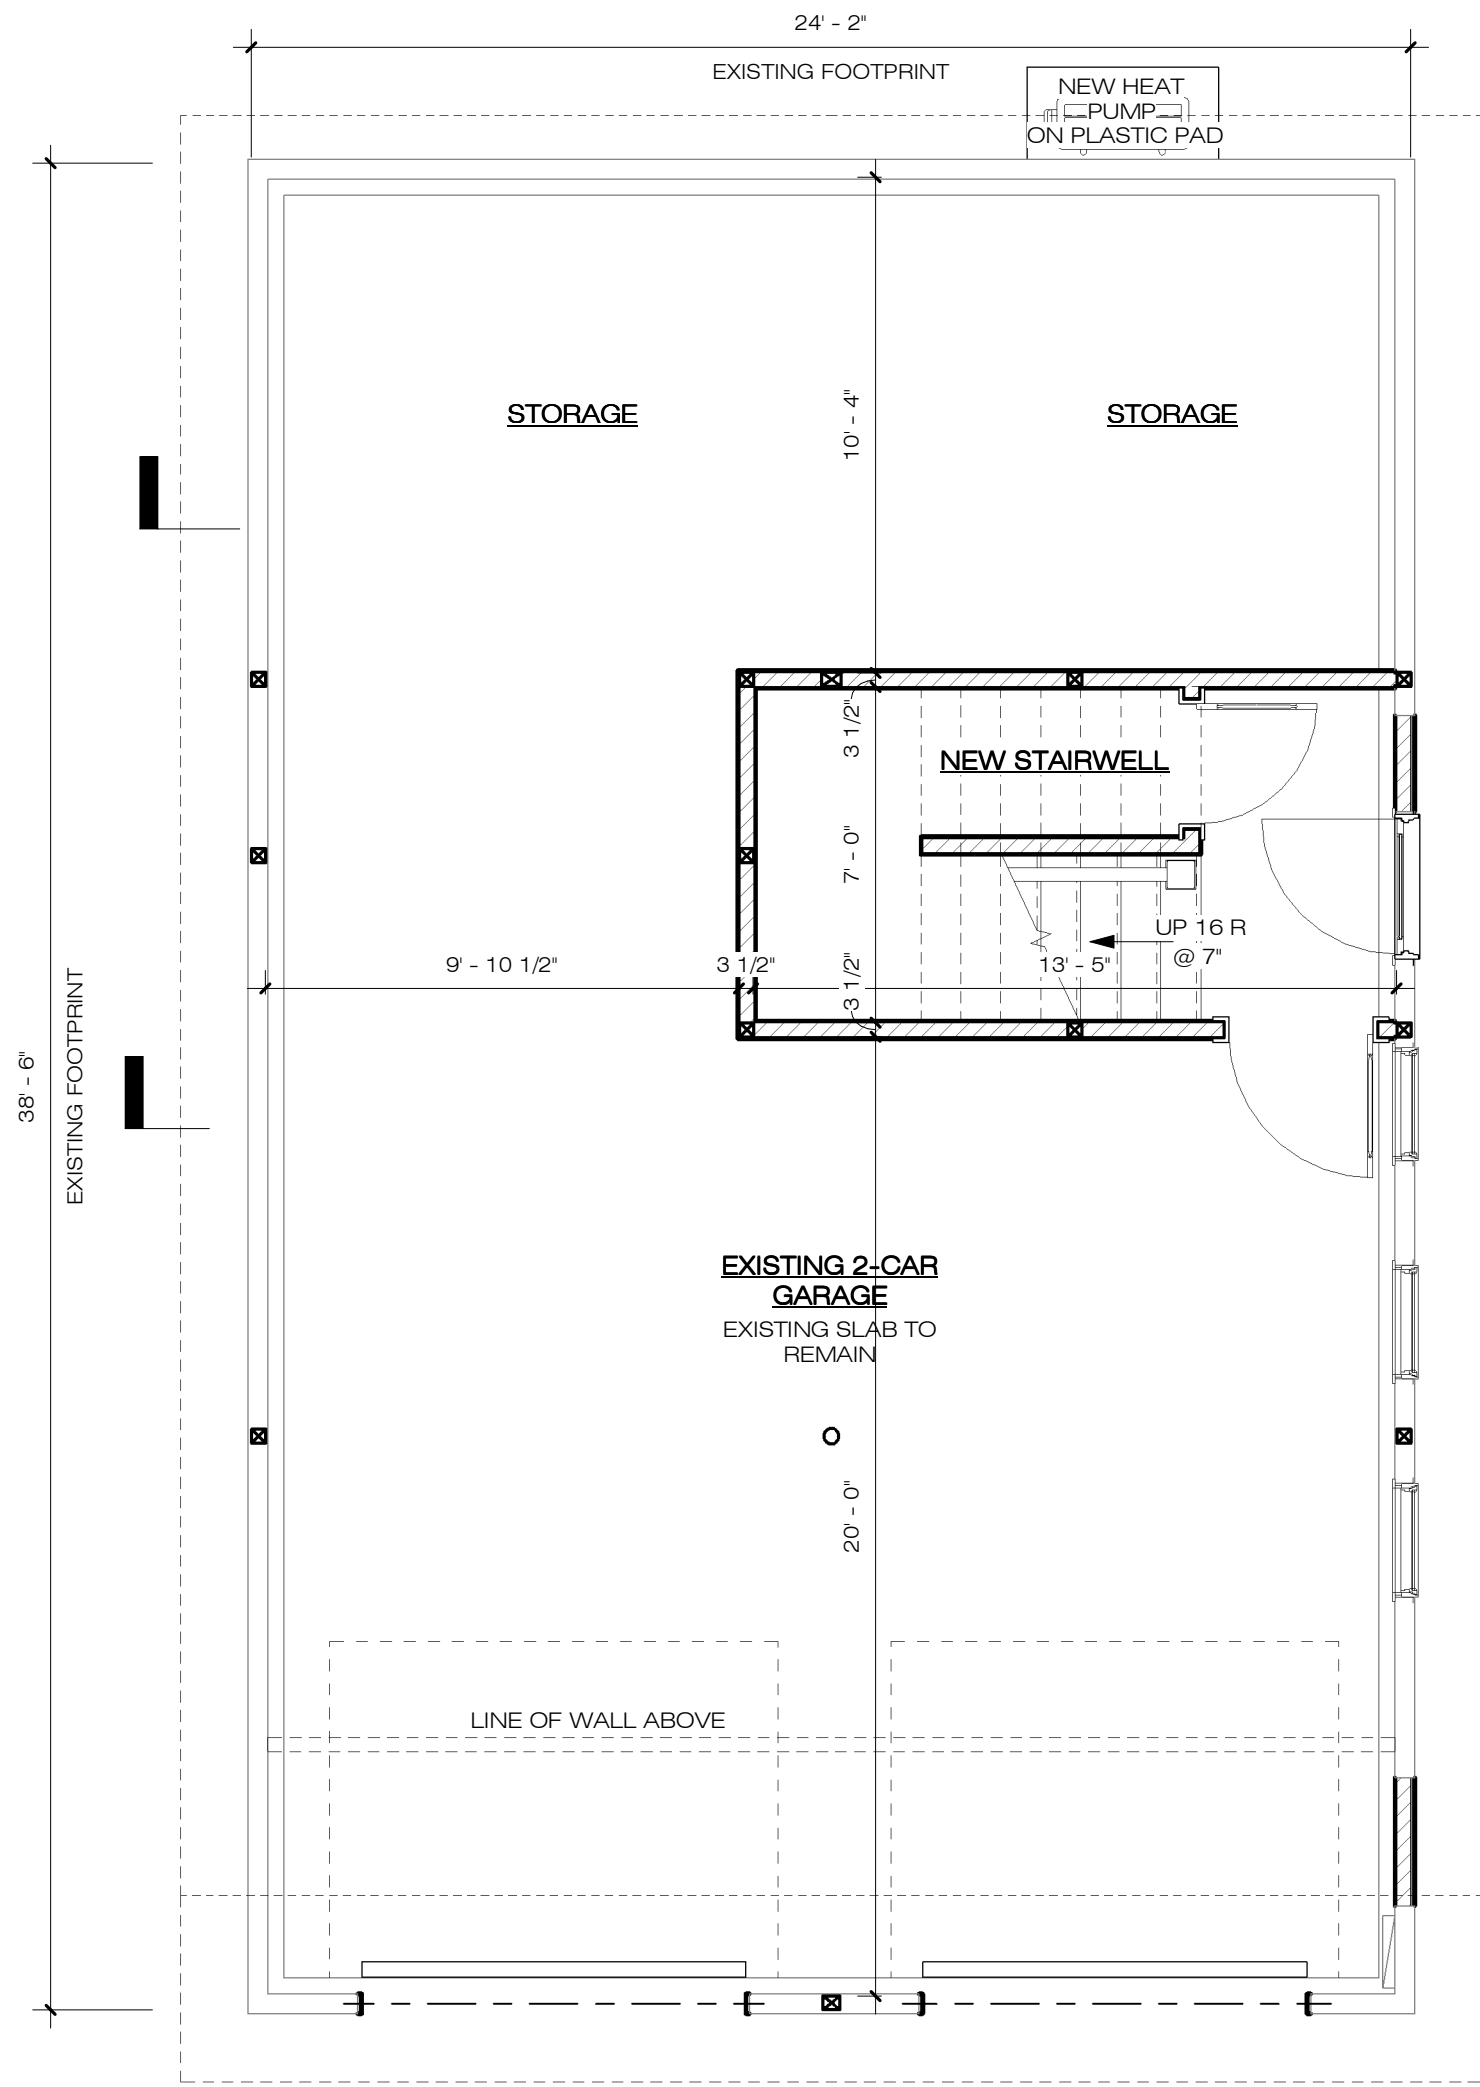 24' - 2"
EXISTING FOOTPRINT
NEW HEAT
PUMP
ON PLASTIC PAD
STORAGE
10' - 4"
STORAGE
3 1/2"
NEW STAIRWELL
7' - 0"
UP 16 R
@ 7"
9' - 10 1/2"
3 1/2"
3 1/2"
13' - 5"
38' - 6"
EXISTING FOOTPRINT
EXISTING 2-CAR
GARAGE
EXISTING SLAB TO
REMAIN
20' - 0"
LINE OF WALL ABOVE